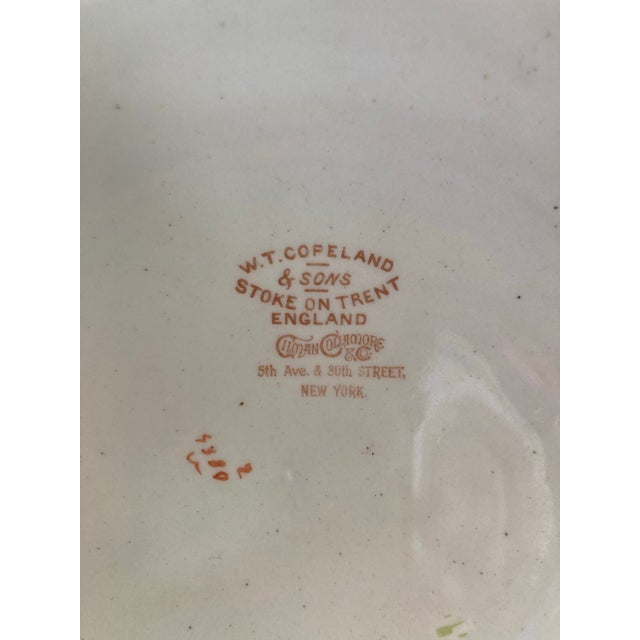 W.T. COPELAND
& SONS
STOKE ON TRENT
ENGLAND
GILMAN COLLAMORE
& Co.
5th Ave. & 30th STREET,
NEW YORK.